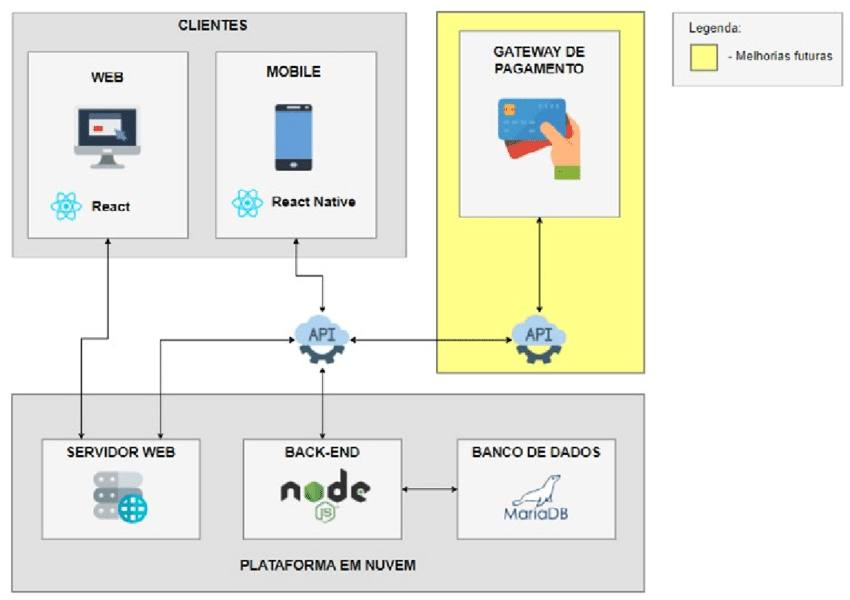 CLIENTES
WEB
React
MOBILE
React Native
GATEWAY DE
PAGAMENTO
Legenda:
- Melhorias futuras
API
API
SERVIDOR WEB
BACK-END
node
JS
BANCO DE DADOS
MariaDB
PLATAFORMA EM NUVEM